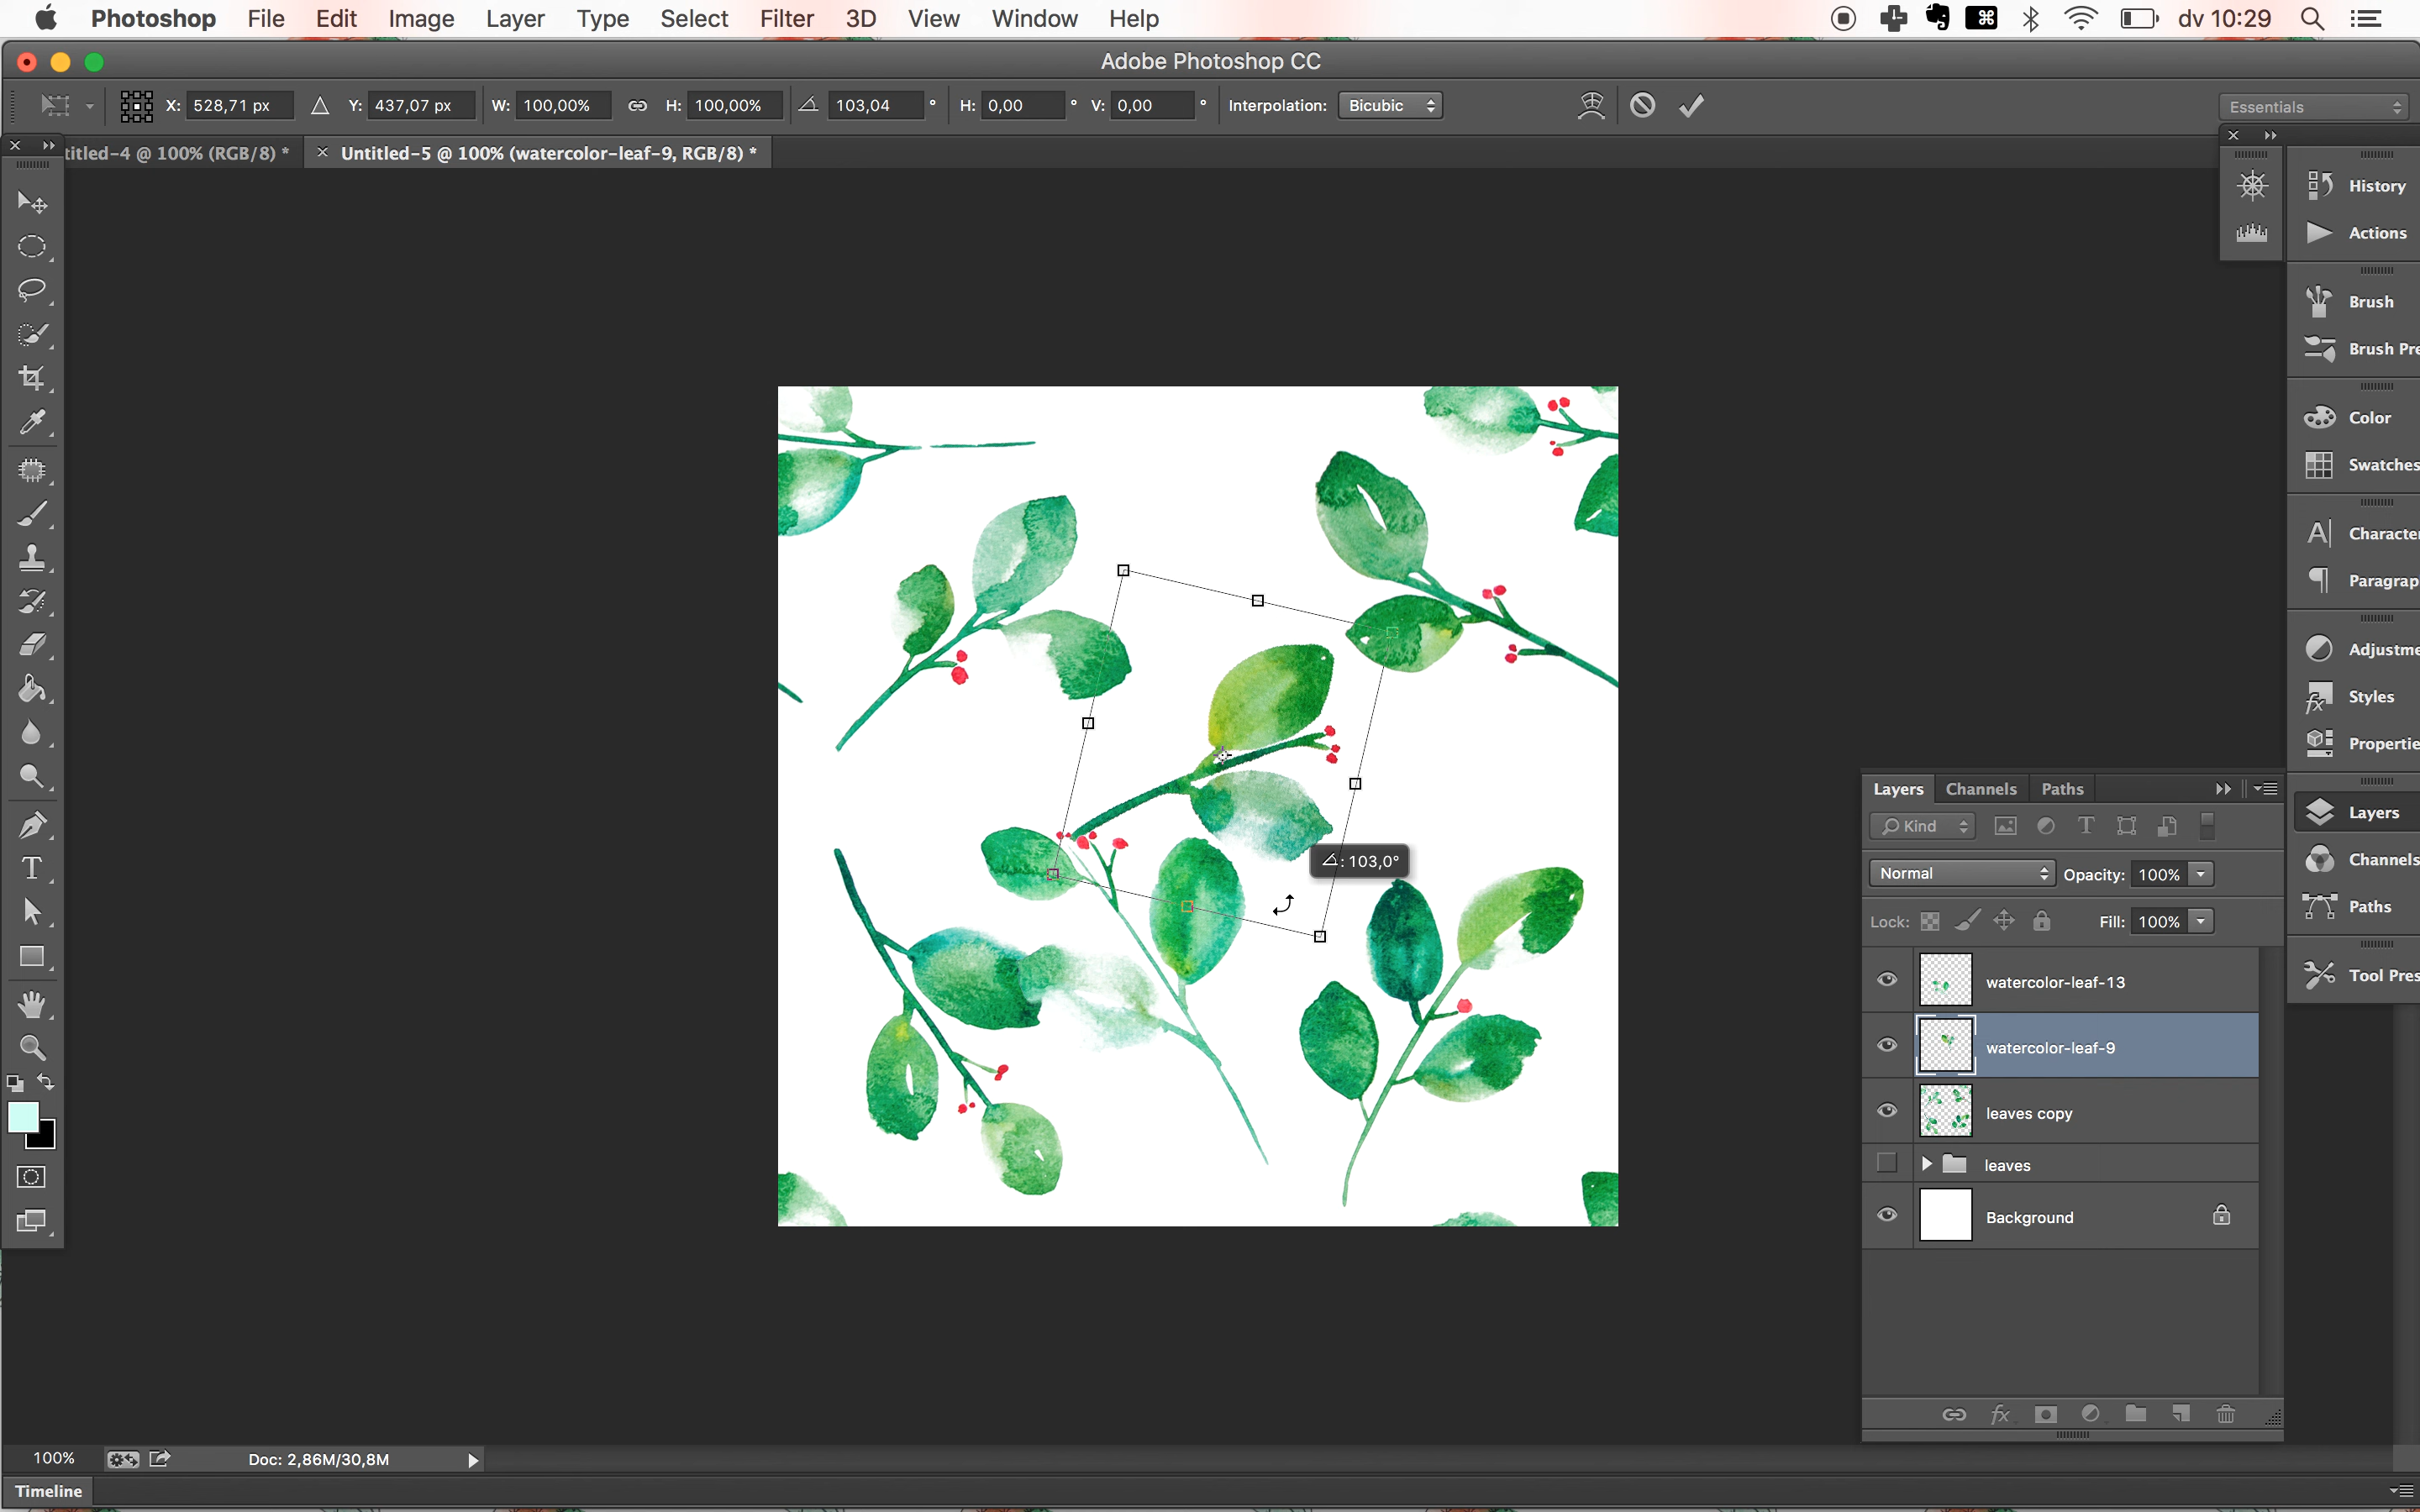 Photoshop File Edit Image Layer Type Select Filter 3D View Window Help dv 10:29
Adobe Photoshop CC
X: 528,71 px Y: 437,07 px W: 100,00% H: 100,00% 103,04 ° H: 0,00 ° V: 0,00 ° Interpolation: Bicubic Essentials
titled-4 @ 100% (RGB/8) * × Untitled-5 @ 100% (watercolor-leaf-9, RGB/8) *
History
Actions
Brush
Brush Pre
Color
Swatches
Character
Paragrap
Adjustme
Styles
Propertie
Layers
Channels
Paths
Tool Pres
: 103,0°
Layers Channels Paths
Kind
Normal Opacity: 100%
Lock: Fill: 100%
watercolor-leaf-13
watercolor-leaf-9
leaves copy
leaves
Background
100% Doc: 2,86M/30,8M
Timeline